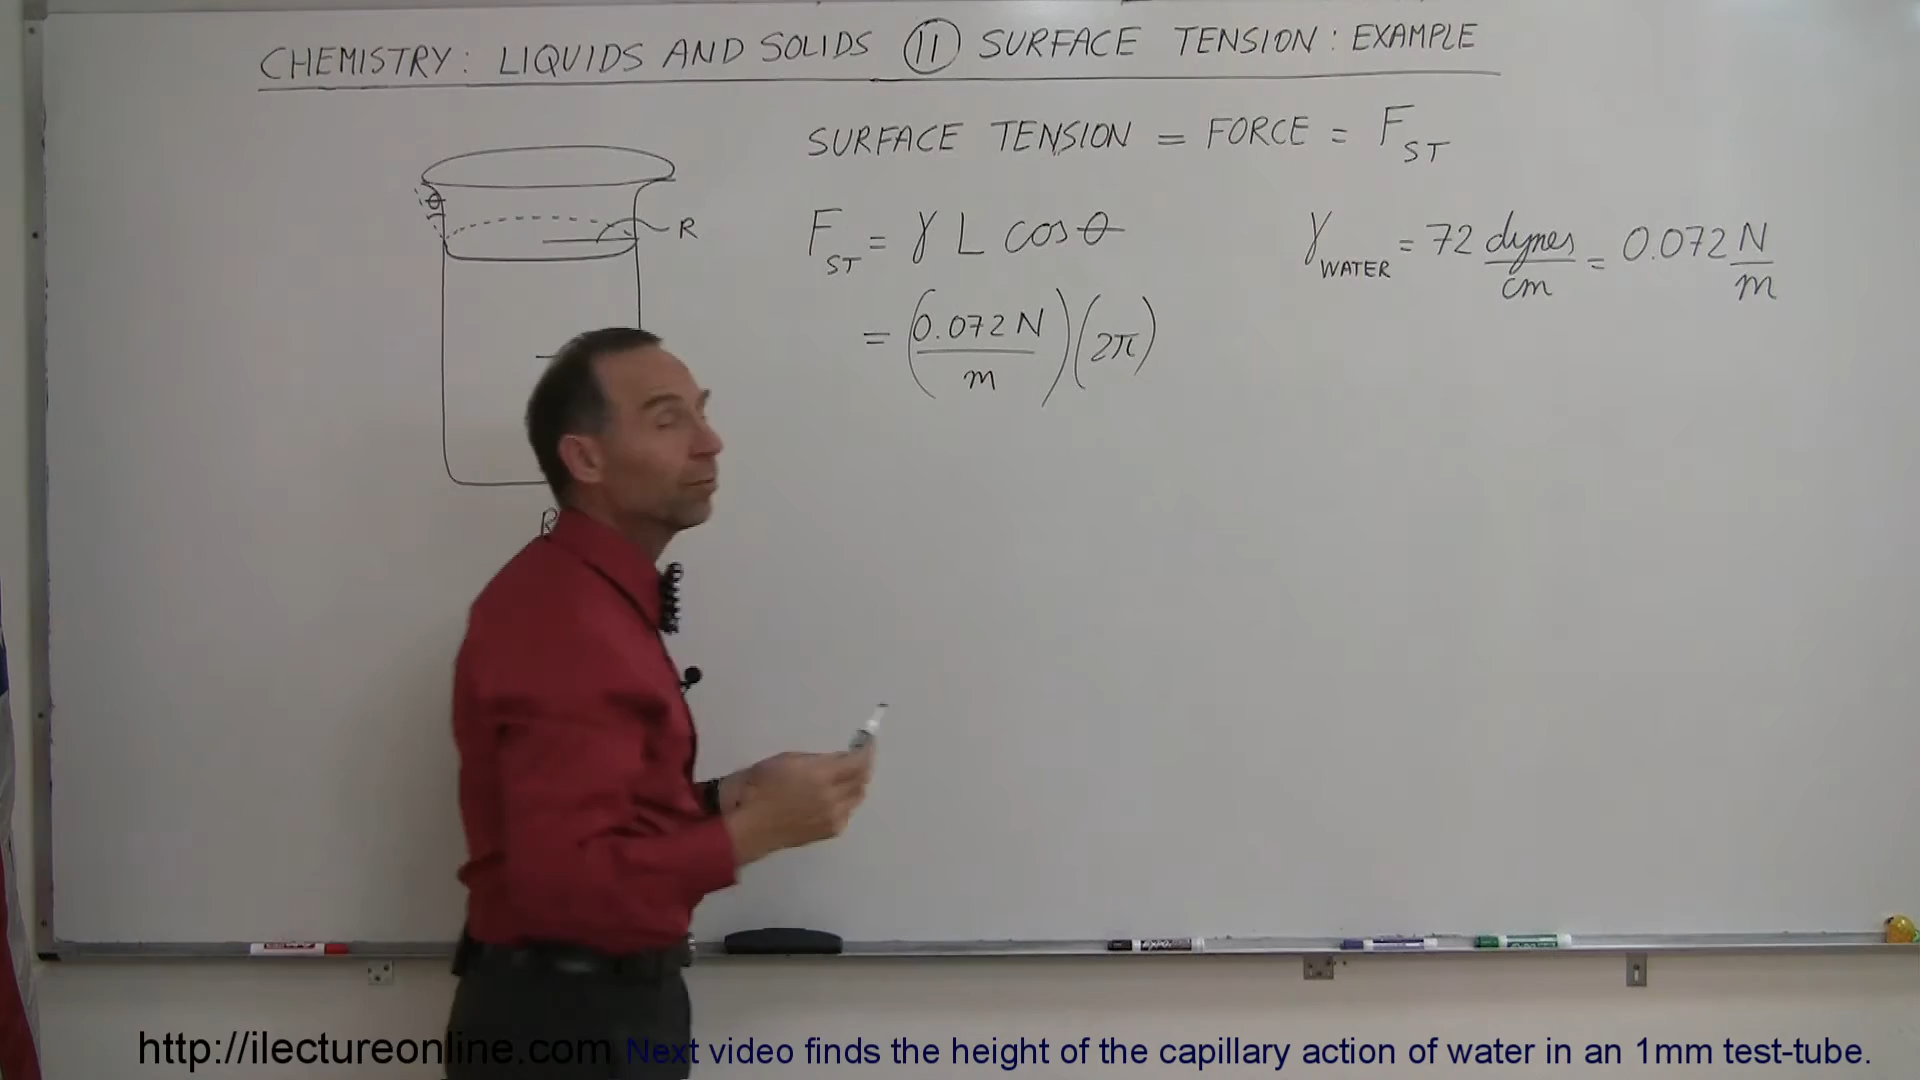 CHEMISTRY: LIQUIDS AND SOLIDS 11 SURFACE TENSION: EXAMPLE
SURFACE TENSION = FORCE = F_ST
θ
R
F_ST = γ L cos θ
γ_WATER = 72 dynes/cm = 0.072 N/m
= (0.072 N/m)(2π)
R
http://ilectureonline.com Next video finds the height of the capillary action of water in an 1mm test-tube.